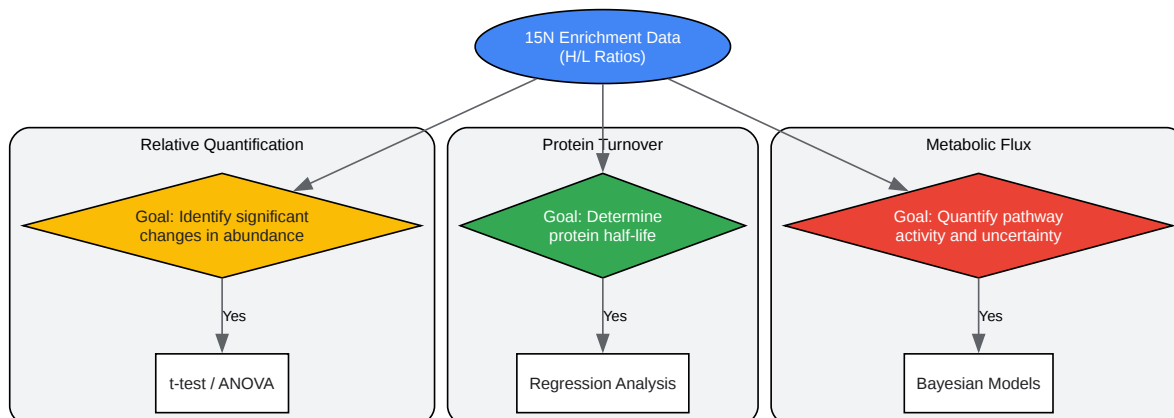 15N Enrichment Data
(H/L Ratios)
Relative Quantification
Protein Turnover
Metabolic Flux
Goal: Identify significant
changes in abundance
Goal: Determine
protein half-life
Goal: Quantify pathway
activity and uncertainty
Yes
Yes
Yes
t-test / ANOVA
Regression Analysis
Bayesian Models